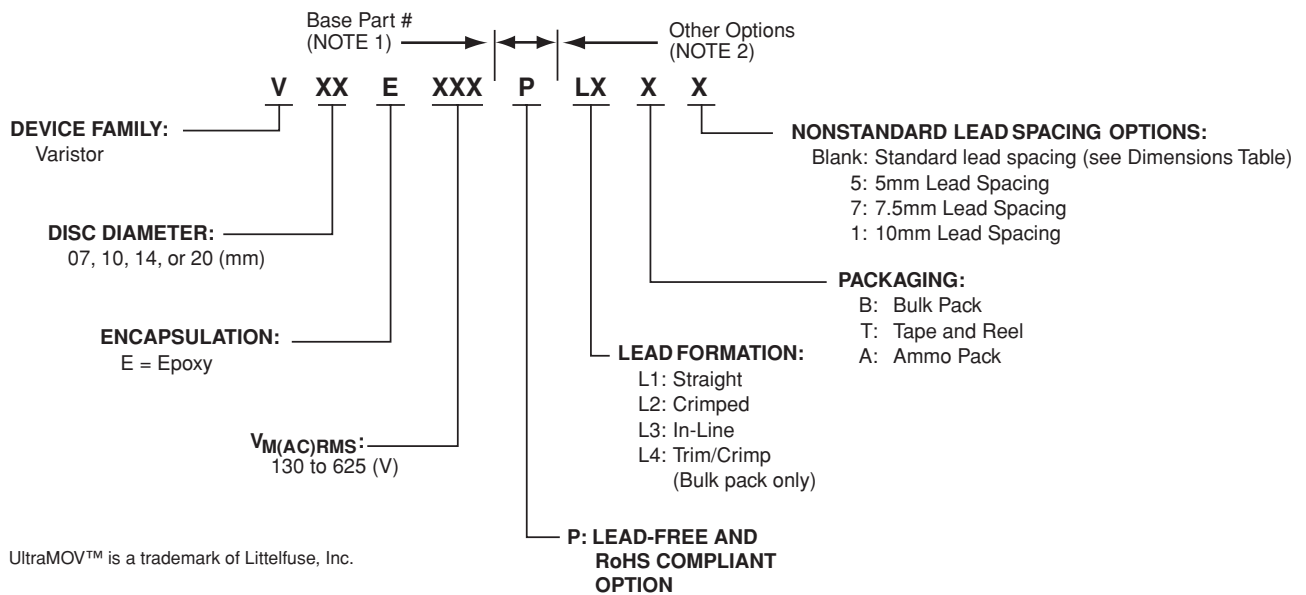 Base Part #
(NOTE 1)
Other Options
(NOTE 2)
V XX E XXX P LX X X
DEVICE FAMILY:
Varistor
DISC DIAMETER:
07, 10, 14, or 20 (mm)
ENCAPSULATION:
E = Epoxy
VM(AC)RMS:
130 to 625 (V)
NONSTANDARD LEAD SPACING OPTIONS:
Blank: Standard lead spacing (see Dimensions Table)
5: 5mm Lead Spacing
7: 7.5mm Lead Spacing
1: 10mm Lead Spacing
PACKAGING:
B: Bulk Pack
T: Tape and Reel
A: Ammo Pack
LEAD FORMATION:
L1: Straight
L2: Crimped
L3: In-Line
L4: Trim/Crimp
(Bulk pack only)
P: LEAD-FREE AND
RoHS COMPLIANT
OPTION
UltraMOV™ is a trademark of Littelfuse, Inc.